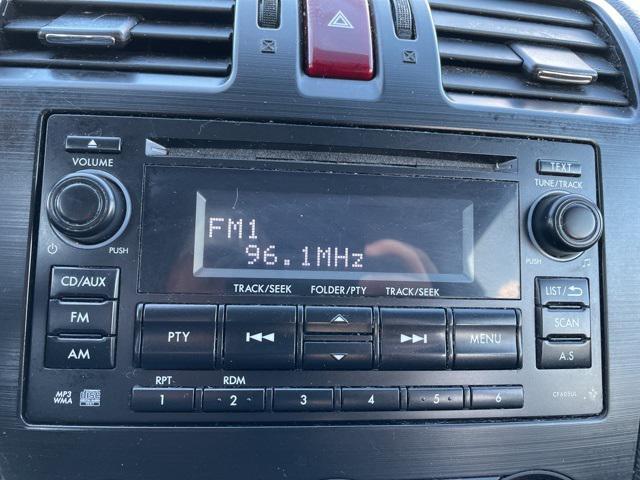 VOLUME
TEXT
TUNE/TRACK
FM1
96.1MHz
PUSH
PUSH
TRACK/SEEK FOLDER/PTY TRACK/SEEK
CD/AUX
FM
AM
PTY
MENU
LIST/
SCAN
A.S
RPT RDM
MP3
WMA
1 2 3 4 5 6